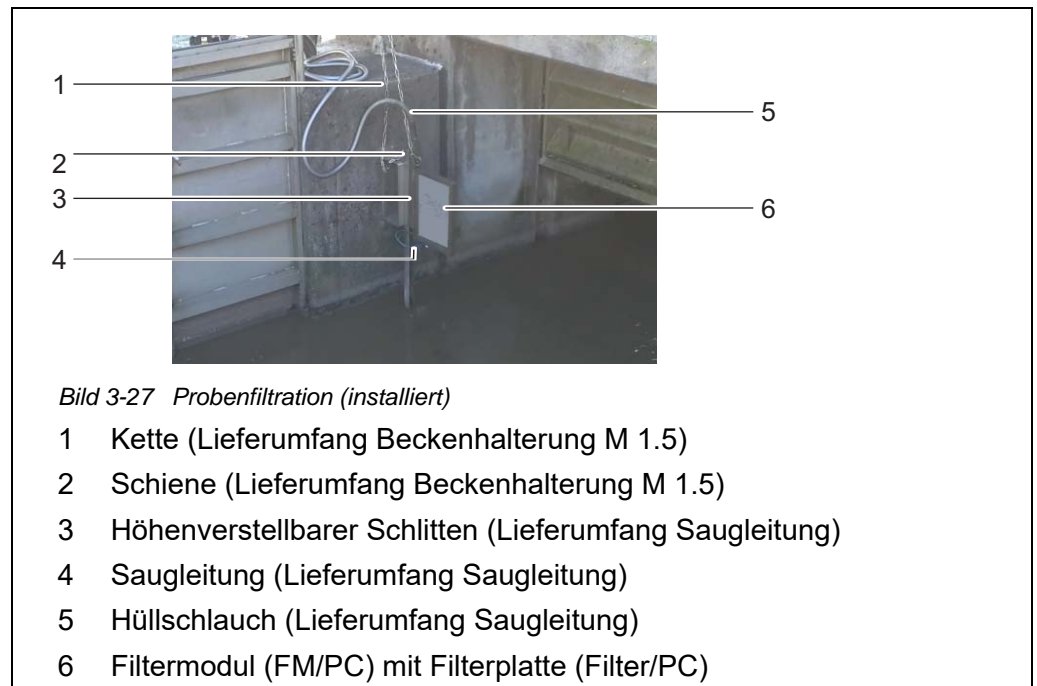 1
2
3
4
5
6
Bild 3-27 Probenfiltration (installiert)
1 Kette (Lieferumfang Beckenhalterung M 1.5)
2 Schiene (Lieferumfang Beckenhalterung M 1.5)
3 Höhenverstellbarer Schlitten (Lieferumfang Saugleitung)
4 Saugleitung (Lieferumfang Saugleitung)
5 Hüllschlauch (Lieferumfang Saugleitung)
6 Filtermodul (FM/PC) mit Filterplatte (Filter/PC)